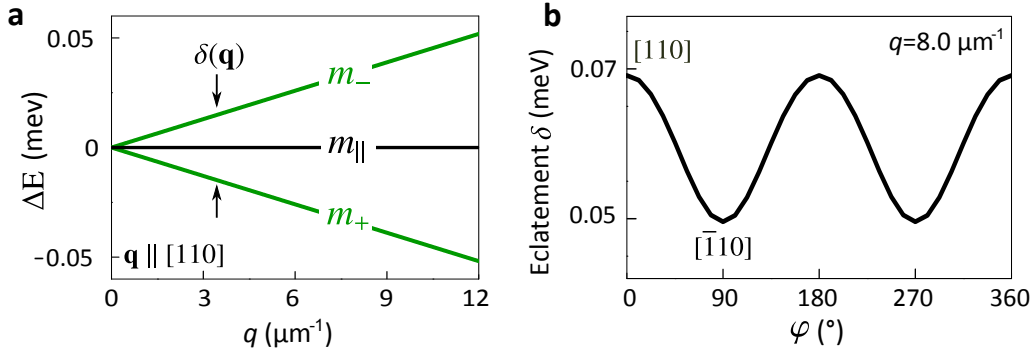 a
0.05
0
-0.05
ΔE (mev)
δ(q)
m₋
m||
m₊
q || [110]
0
3
6
9
12
q (µm⁻¹)
b
q=8.0 µm⁻¹
[110]
0.07
0.05
Eclatement δ (meV)
[1̅10]
0
90
180
270
360
φ (°)